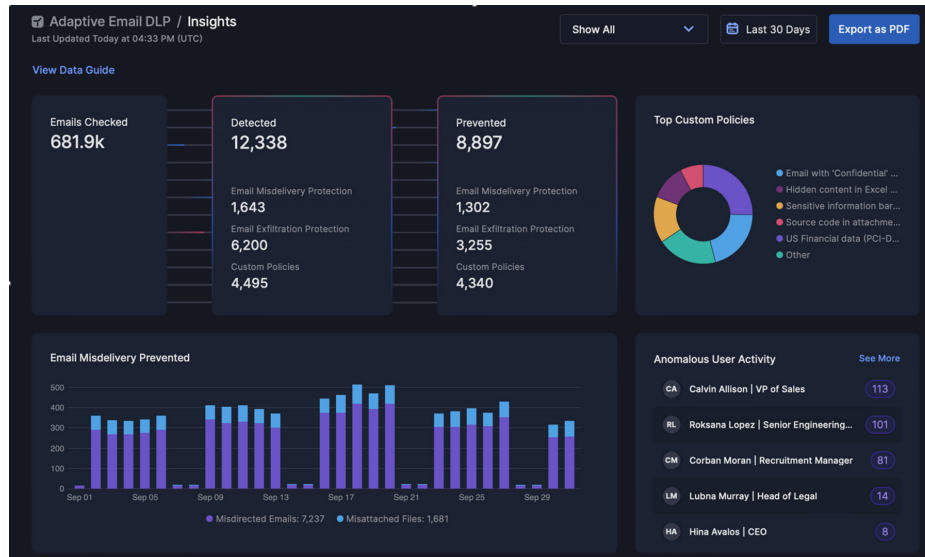 Adaptive Email DLP / Insights
Last Updated Today at 04:33 PM (UTC)
Show All
Last 30 Days
Export as PDF
View Data Guide
Emails Checked
681.9k
Detected
12,338
Email Misdelivery Protection
1,643
Email Exfiltration Protection
6,200
Custom Policies
4,495
Prevented
8,897
Email Misdelivery Protection
1,302
Email Exfiltration Protection
3,255
Custom Policies
4,340
Top Custom Policies
Email with 'Confidential' ...
Hidden content in Excel ...
Sensitive information bar...
Source code in attachme...
US Financial data (PCI-D...
Other
Email Misdelivery Prevented
500
400
300
200
100
0
Sep 01 Sep 05 Sep 09 Sep 13 Sep 17 Sep 21 Sep 25 Sep 29
Misdirected Emails: 7,237 Misattached Files: 1,681
Anomalous User Activity
See More
CA Calvin Allison | VP of Sales 113
RL Roksana Lopez | Senior Engineering... 101
CM Corban Moran | Recruitment Manager 81
LM Lubna Murray | Head of Legal 14
HA Hina Avalos | CEO 8